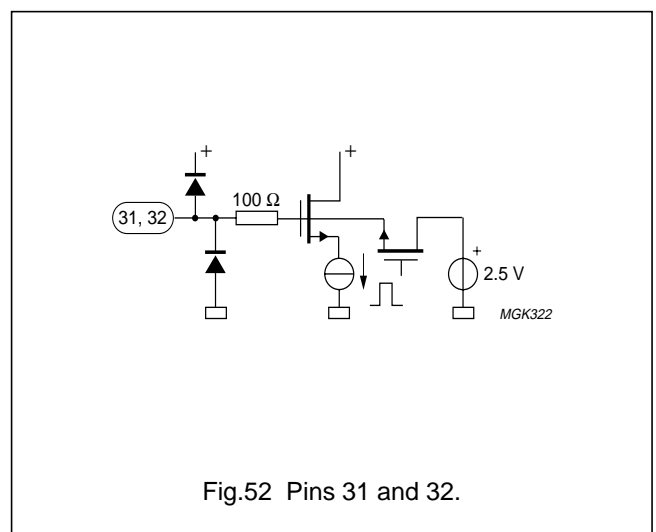 +
+
31, 32
100 Ω
+
2.5 V
MGK322
Fig.52 Pins 31 and 32.